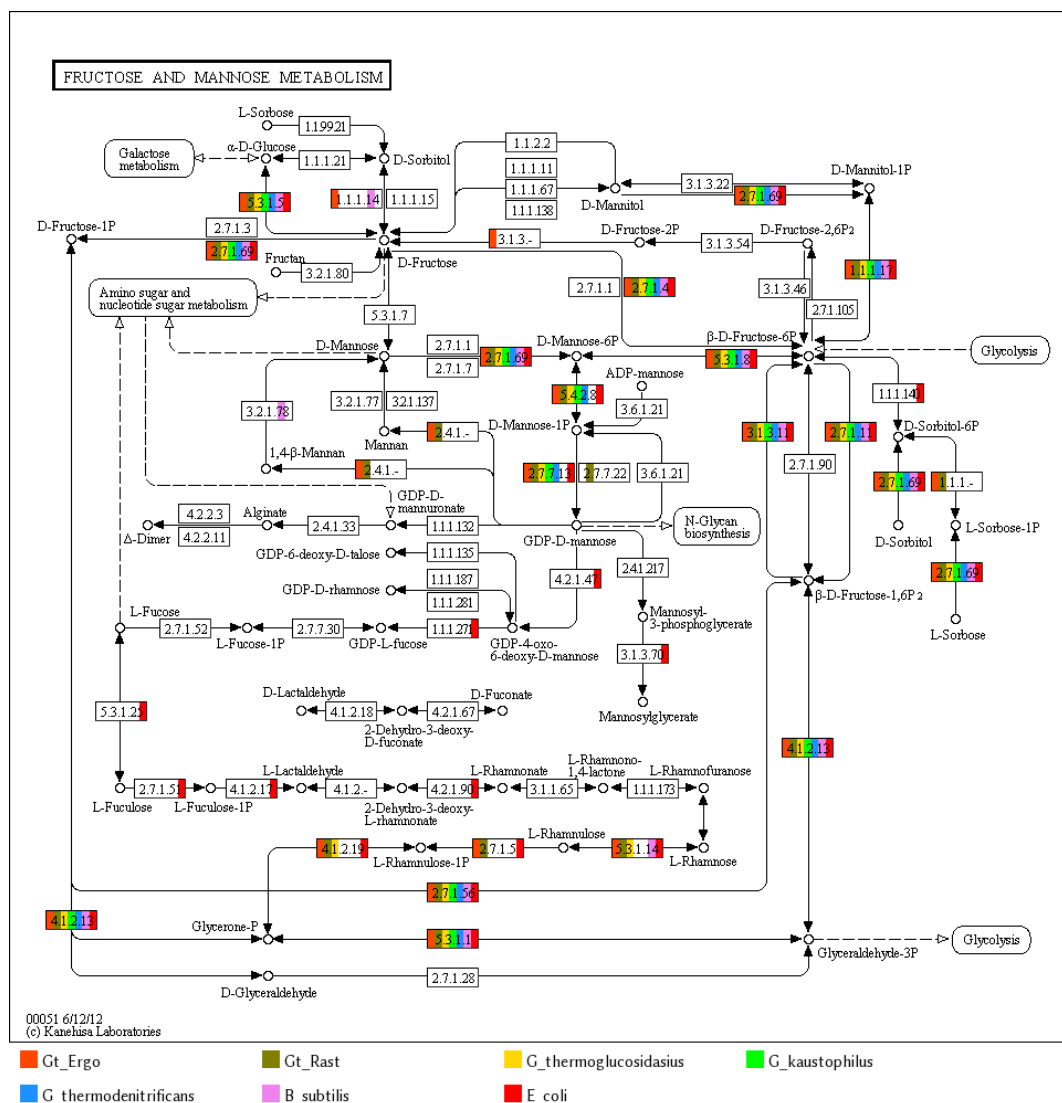 FRUCTOSE AND MANNOSE METABOLISM
L-Sorbose
1.1.99.21
Galactose
metabolism
α-D-Glucose
1.1.1.21
D-Sorbitol
1.1.2.2
1.1.1.11
1.1.1.67
1.1.1.138
D-Mannitol
3.1.3.22
2.7.1.69
D-Mannitol-1P
5.3.1.5
1.1.1.14
1.1.1.15
D-Fructose-1P
2.7.1.3
2.7.1.69
D-Fructose
3.1.3.-
D-Fructose-2P
3.1.3.54
D-Fructose-2,6P2
1.1.1.17
Fructan
3.2.1.80
2.7.1.1
2.7.1.4
3.1.3.46
2.7.1.105
Amino sugar and
nucleotide sugar metabolism
5.3.1.7
D-Mannose
2.7.1.1
2.7.1.7
2.7.1.69
D-Mannose-6P
5.3.1.8
β-D-Fructose-6P
Glycolysis
ADP-mannose
5.4.2.8
3.6.1.21
1.1.1.140
3.2.1.78
3.2.1.77
3.2.1.137
Mannan
2.4.1.-
D-Mannose-1P
3.1.3.11
2.7.1.11
D-Sorbitol-6P
1,4-β-Mannan
2.4.1.-
2.7.7.13
2.7.7.22
3.6.1.21
2.7.1.90
2.7.1.69
1.1.1.-
GDP-D-
mannuronate
Alginate
4.2.2.3
4.2.2.11
Δ-Dimer
2.4.1.33
1.1.1.132
GDP-D-mannose
N-Glycan
biosynthesis
D-Sorbitol
L-Sorbose-1P
GDP-6-deoxy-D-talose
1.1.1.135
4.2.1.47
2.4.1.217
2.7.1.69
GDP-D-rhamnose
1.1.1.187
1.1.1.281
β-D-Fructose-1,6P2
L-Fucose
2.7.1.52
L-Fucose-1P
2.7.7.30
GDP-L-fucose
1.1.1.271
GDP-4-oxo-
6-deoxy-D-mannose
Mannosyl-
3-phosphoglycerate
L-Sorbose
3.1.3.70
Mannosylglycerate
5.3.1.25
D-Lactaldehyde
4.1.2.18
2-Dehydro-3-deoxy-
D-fuconate
4.2.1.67
D-Fuconate
4.1.2.13
L-Fuculose
2.7.1.51
L-Fuculose-1P
4.1.2.17
L-Lactaldehyde
4.1.2.-
2-Dehydro-3-deoxy-
L-rhamnonate
4.2.1.90
L-Rhamnonate
3.1.1.65
L-Rhamnono-
1,4-lactone
1.1.1.173
L-Rhamnofuranose
4.1.2.19
L-Rhamnulose-1P
2.7.1.5
L-Rhamnulose
5.3.1.14
L-Rhamnose
2.7.1.56
4.1.2.13
Glycerone-P
5.3.1.1
Glyceraldehyde-3P
Glycolysis
D-Glyceraldehyde
2.7.1.28
00051 6/12/12
(c) Kanehisa Laboratories
Gt_Ergo Gt_Rast G_thermoglucosidasius G_kaustophilus
G_thermodenitrificans B_subtilis E_coli